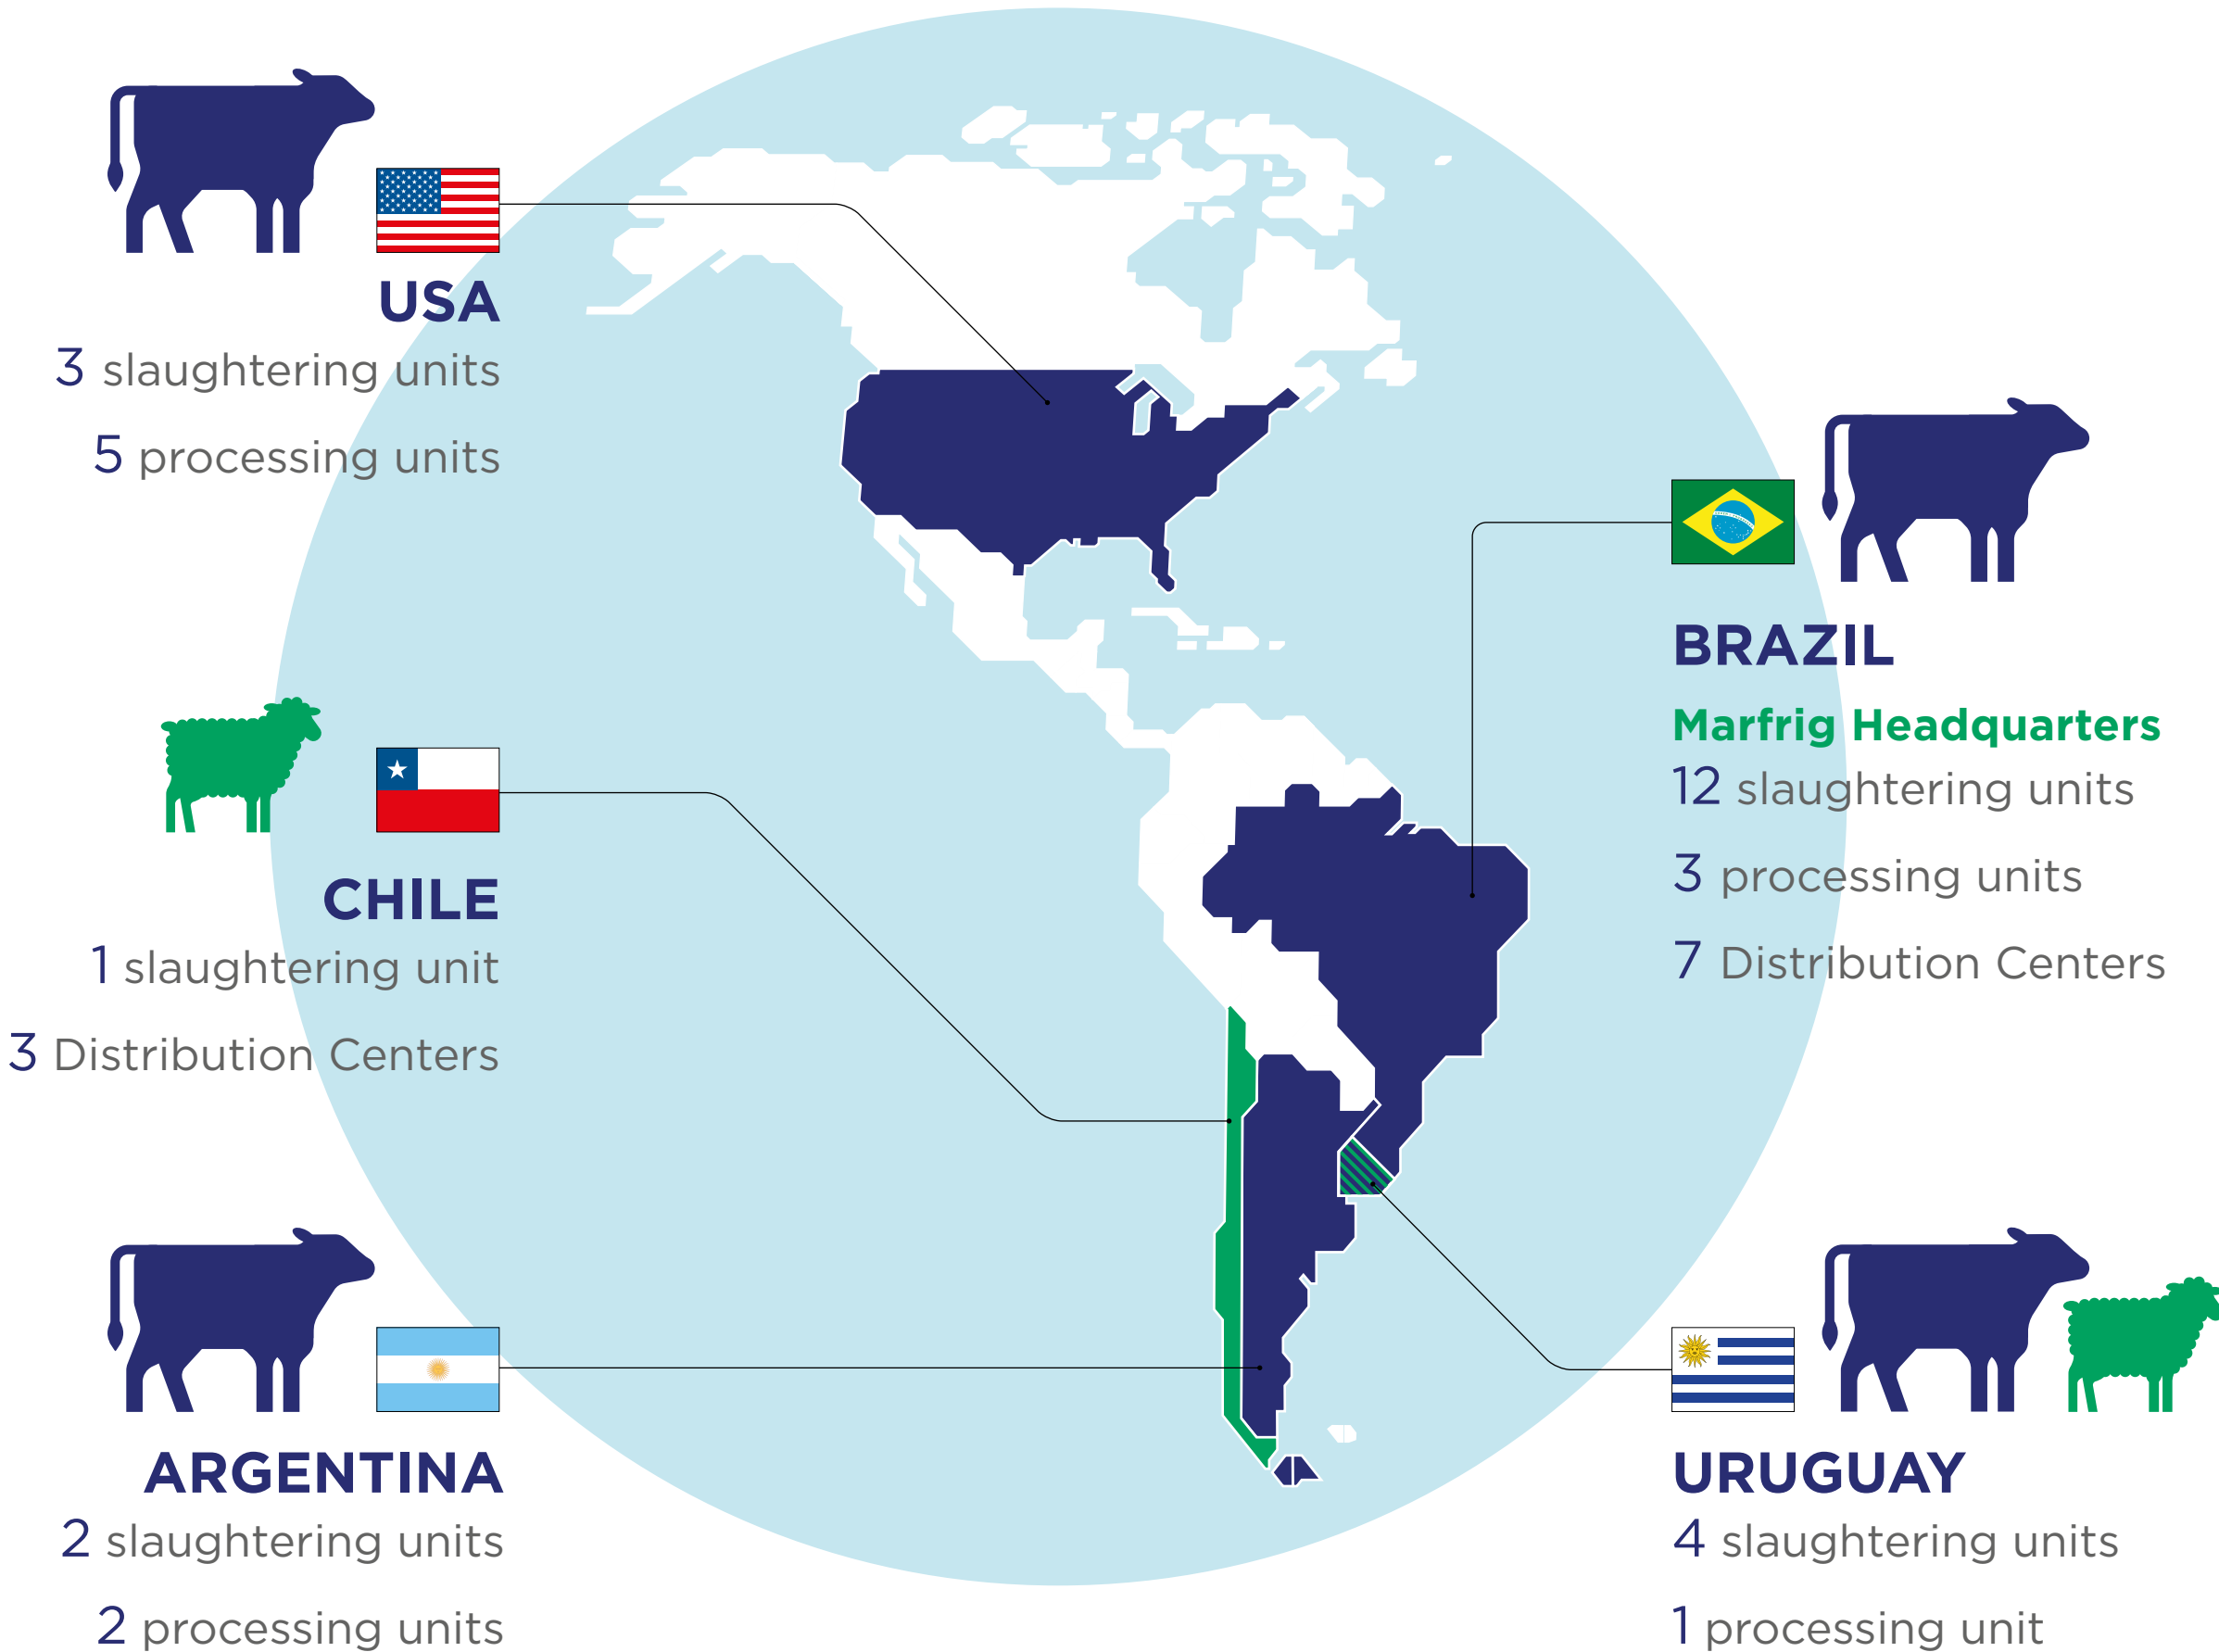 USA
3 slaughtering units
5 processing units
BRAZIL
Marfrig Headquarters
12 slaughtering units
3 processing units
7 Distribution Centers
CHILE
1 slaughtering unit
3 Distribution Centers
ARGENTINA
2 slaughtering units
2 processing units
URUGUAY
4 slaughtering units
1 processing unit